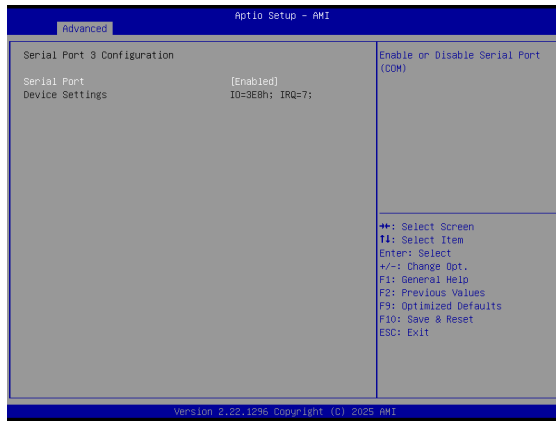 Aptio Setup - AMI
Advanced
Serial Port 3 Configuration
Serial Port [Enabled]
Device Settings IO=3E8h; IRQ=7;
Enable or Disable Serial Port
(COM)
→←: Select Screen
↑↓: Select Item
Enter: Select
+/-: Change Opt.
F1: General Help
F2: Previous Values
F9: Optimized Defaults
F10: Save & Reset
ESC: Exit
Version 2.22.1296 Copyright (C) 2025 AMI